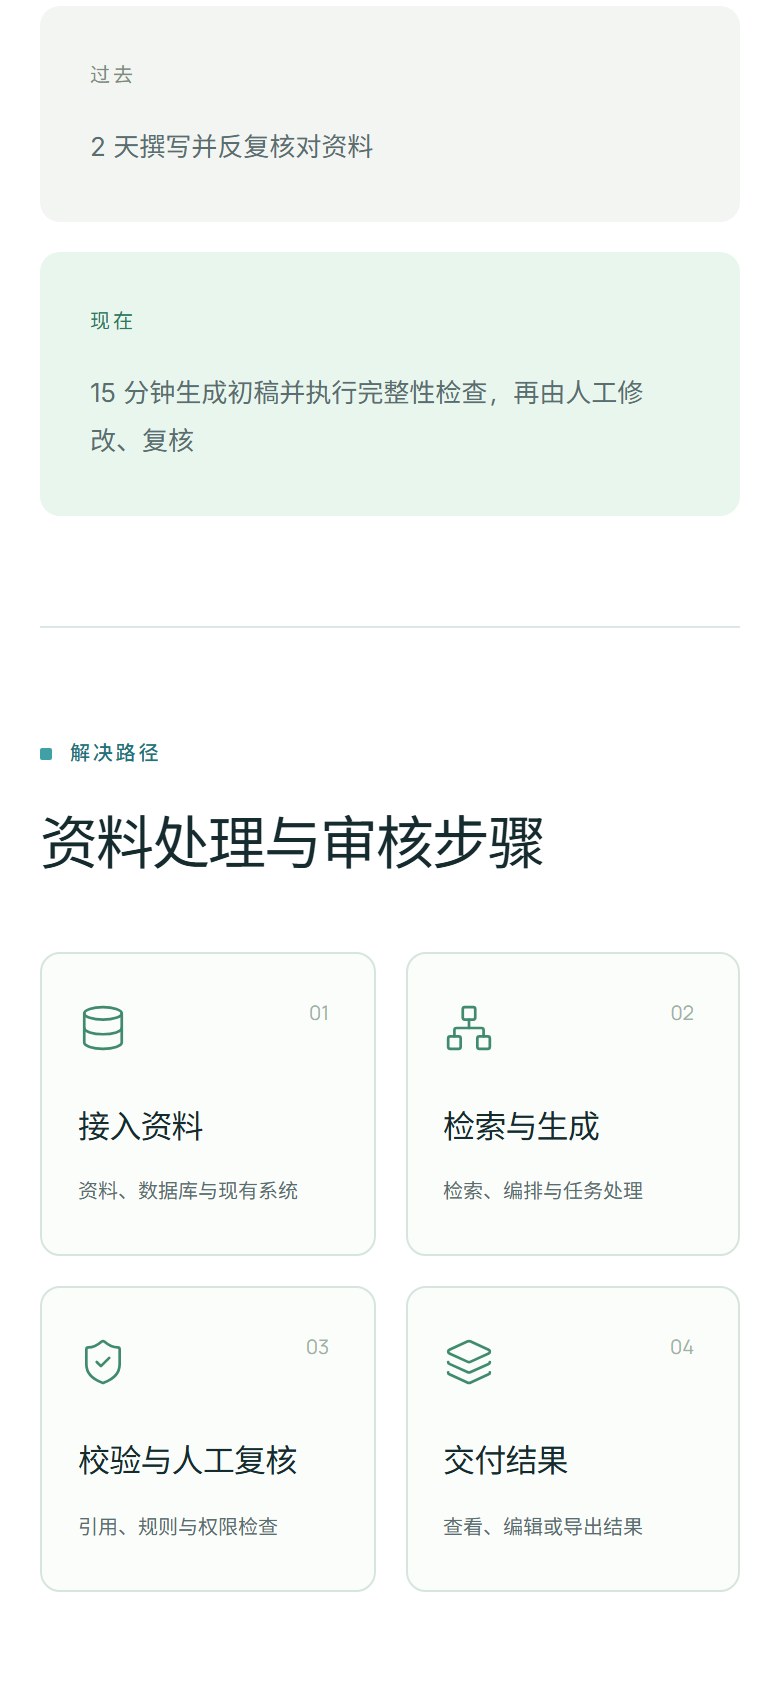 过去
2 天撰写并反复核对资料
现在
15 分钟生成初稿并执行完整性检查，再由人工修
改、复核
解决路径
资料处理与审核步骤
01
接入资料
资料、数据库与现有系统
02
检索与生成
检索、编排与任务处理
03
校验与人工复核
引用、规则与权限检查
04
交付结果
查看、编辑或导出结果